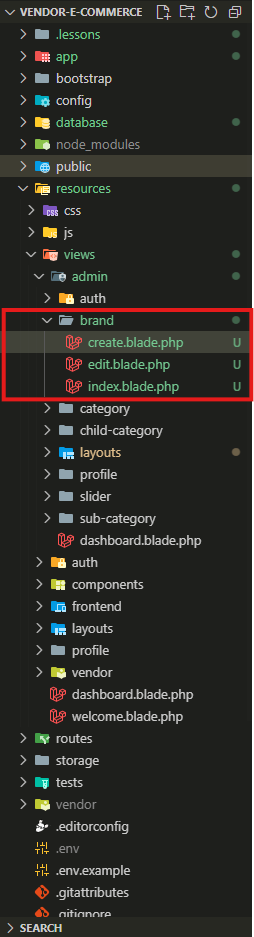 VENDOR-E-COMMERCE
.lessons
app
bootstrap
config
database
node_modules
public
resources
css
js
views
admin
auth
brand
create.blade.php U
edit.blade.php U
index.blade.php U
category
child-category
layouts
profile
slider
sub-category
dashboard.blade.php
auth
components
frontend
layouts
profile
vendor
dashboard.blade.php
welcome.blade.php
routes
storage
tests
vendor
.editorconfig
.env
.env.example
.gitattributes
.gitignore
SEARCH